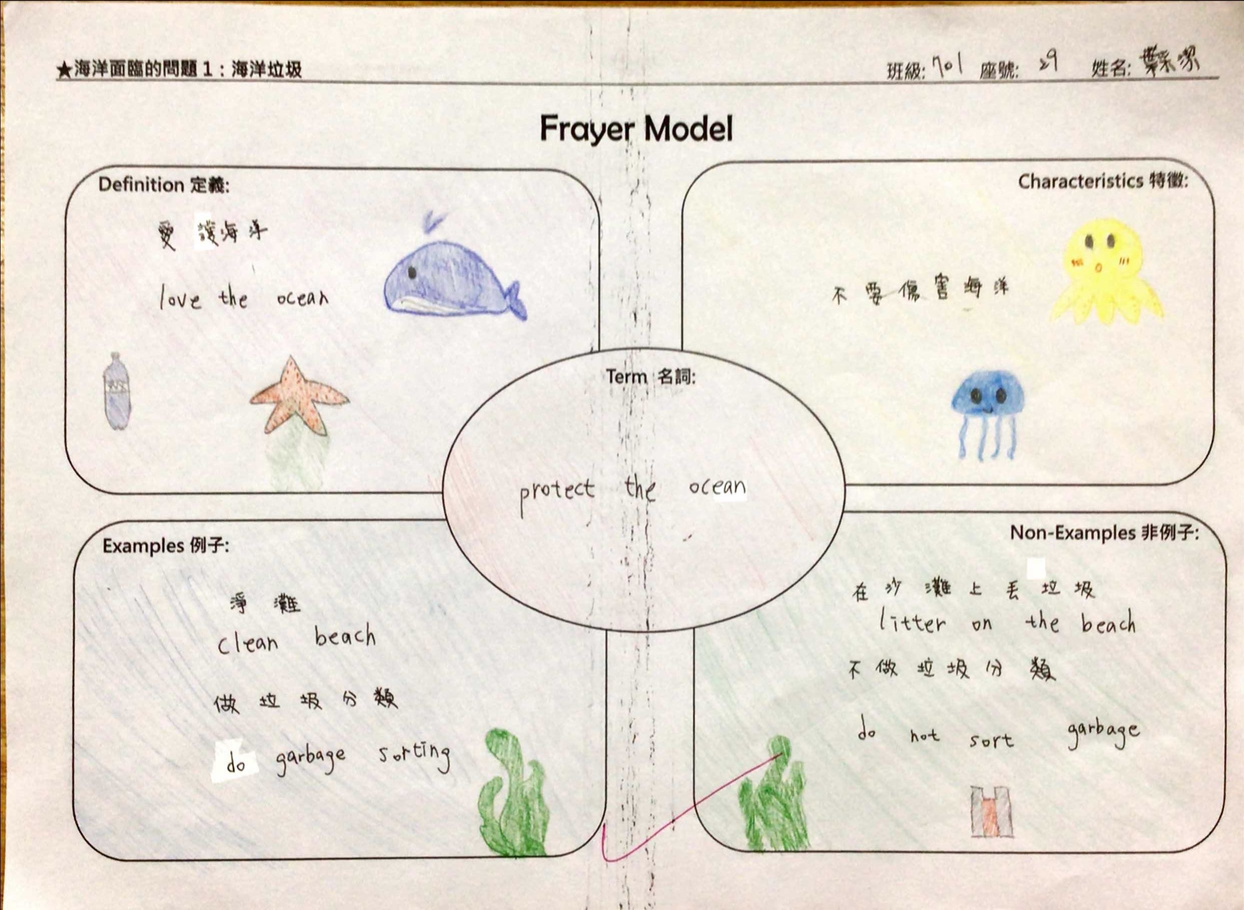 ★海洋面臨的問題1：海洋垃圾
班級: 701 座號: 29 姓名: 葉采潔
Frayer Model
Definition 定義:
愛護海洋
love the ocean
Characteristics 特徵:
不要傷害海洋
Term 名詞:
protect the ocean
Examples 例子:
淨灘
clean beach
做垃圾分類
do garbage sorting
Non-Examples 非例子:
在沙灘上丟垃圾
litter on the beach
不做垃圾分類
do not sort garbage